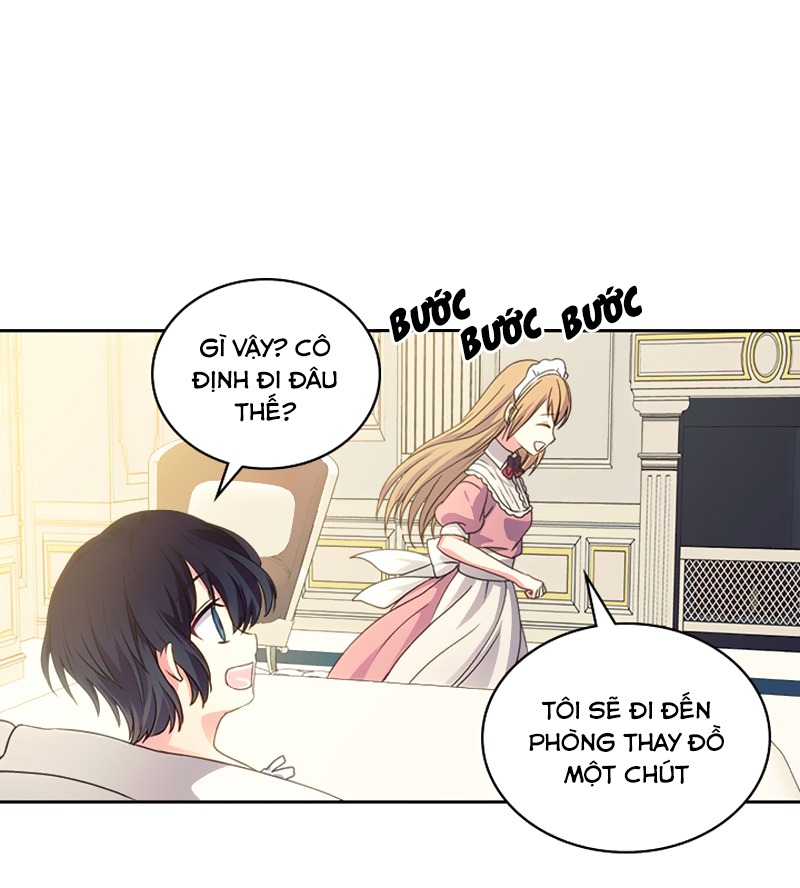 BƯỚC
BƯỚC
BƯỚC
GÌ VẬY? CÔ
ĐỊNH ĐI ĐÂU
THẾ?
TÔI SẼ ĐI ĐẾN
PHÒNG THAY ĐỒ
MỘT CHÚT